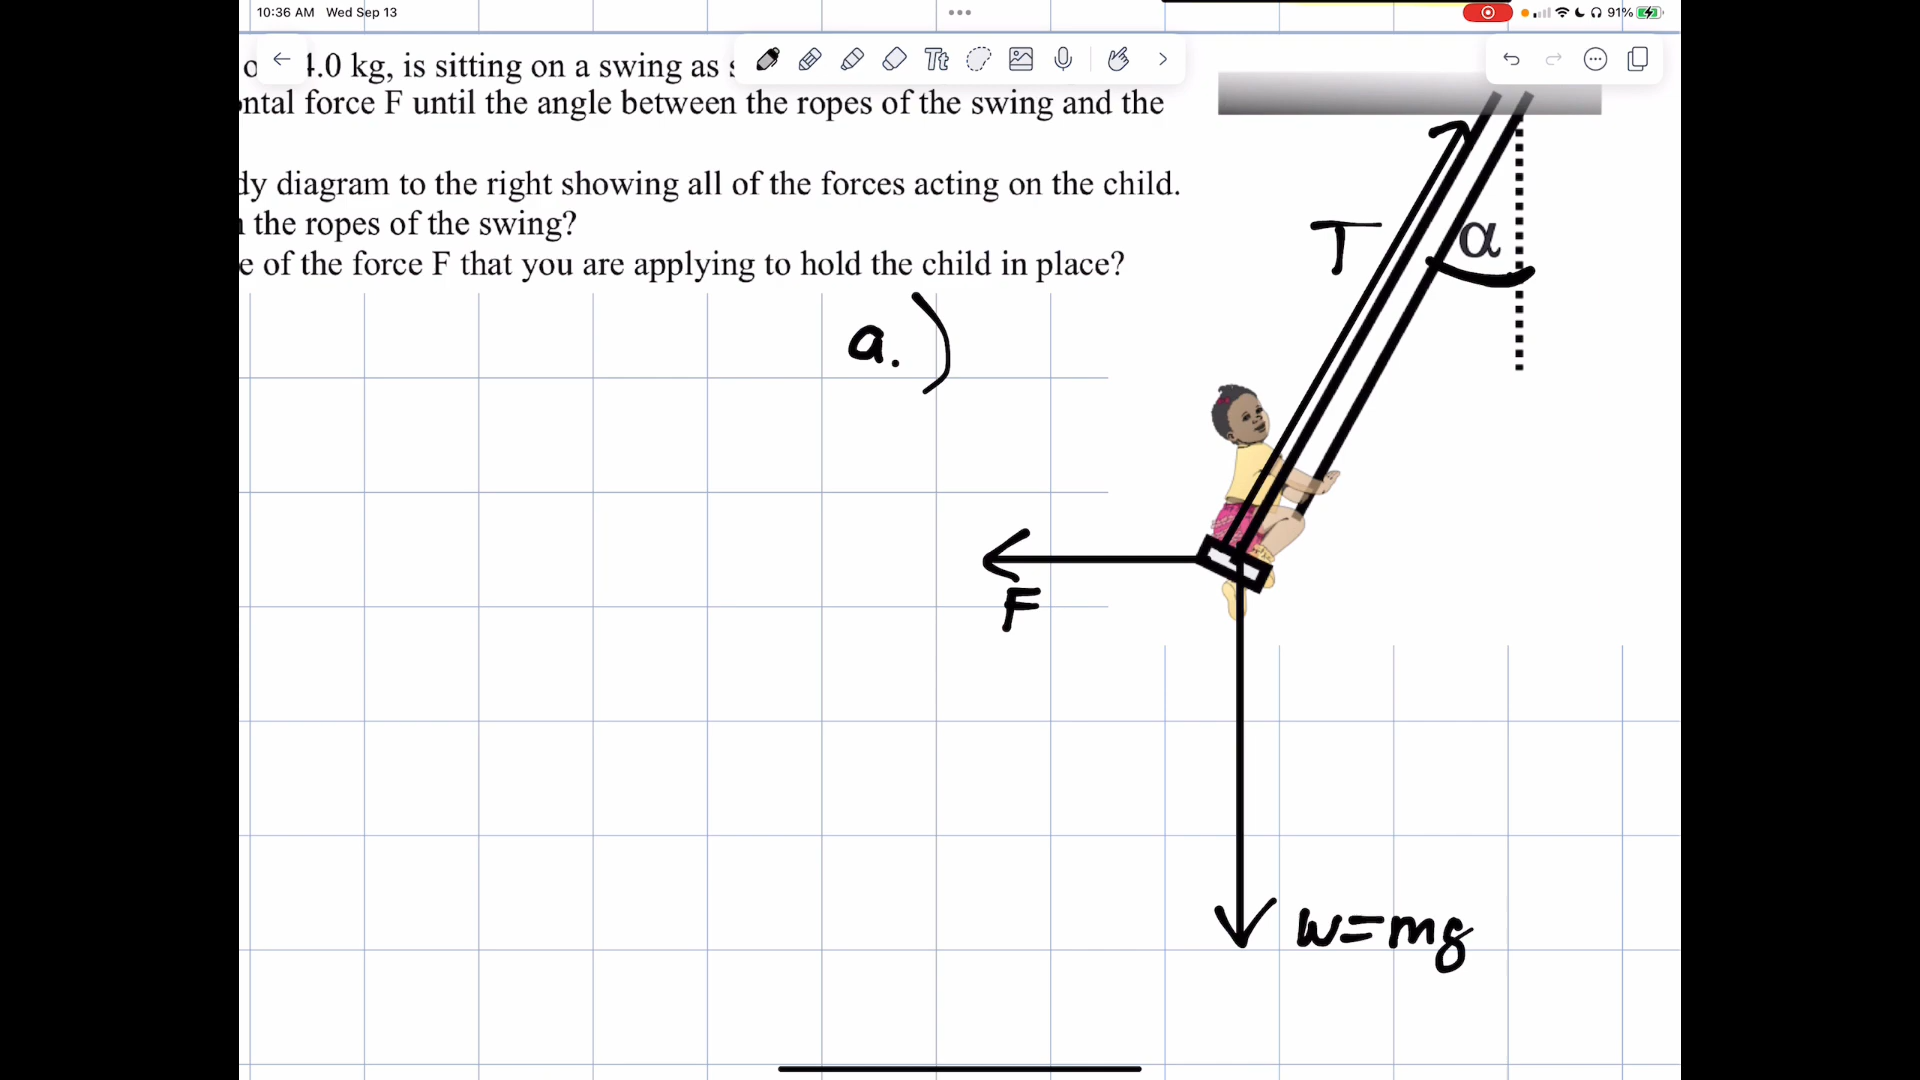 10:36 AM Wed Sep 13
91%
4.0 kg, is sitting on a swing as
ntal force F until the angle between the ropes of the swing and the
dy diagram to the right showing all of the forces acting on the child.
the ropes of the swing?
e of the force F that you are applying to hold the child in place?
Tt
a.)
T
α
F
w=mg